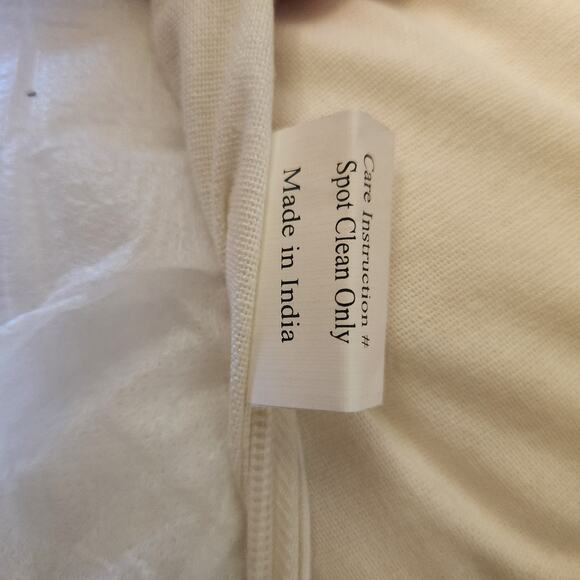 Care Instruction #
Spot Clean Only
Made in India